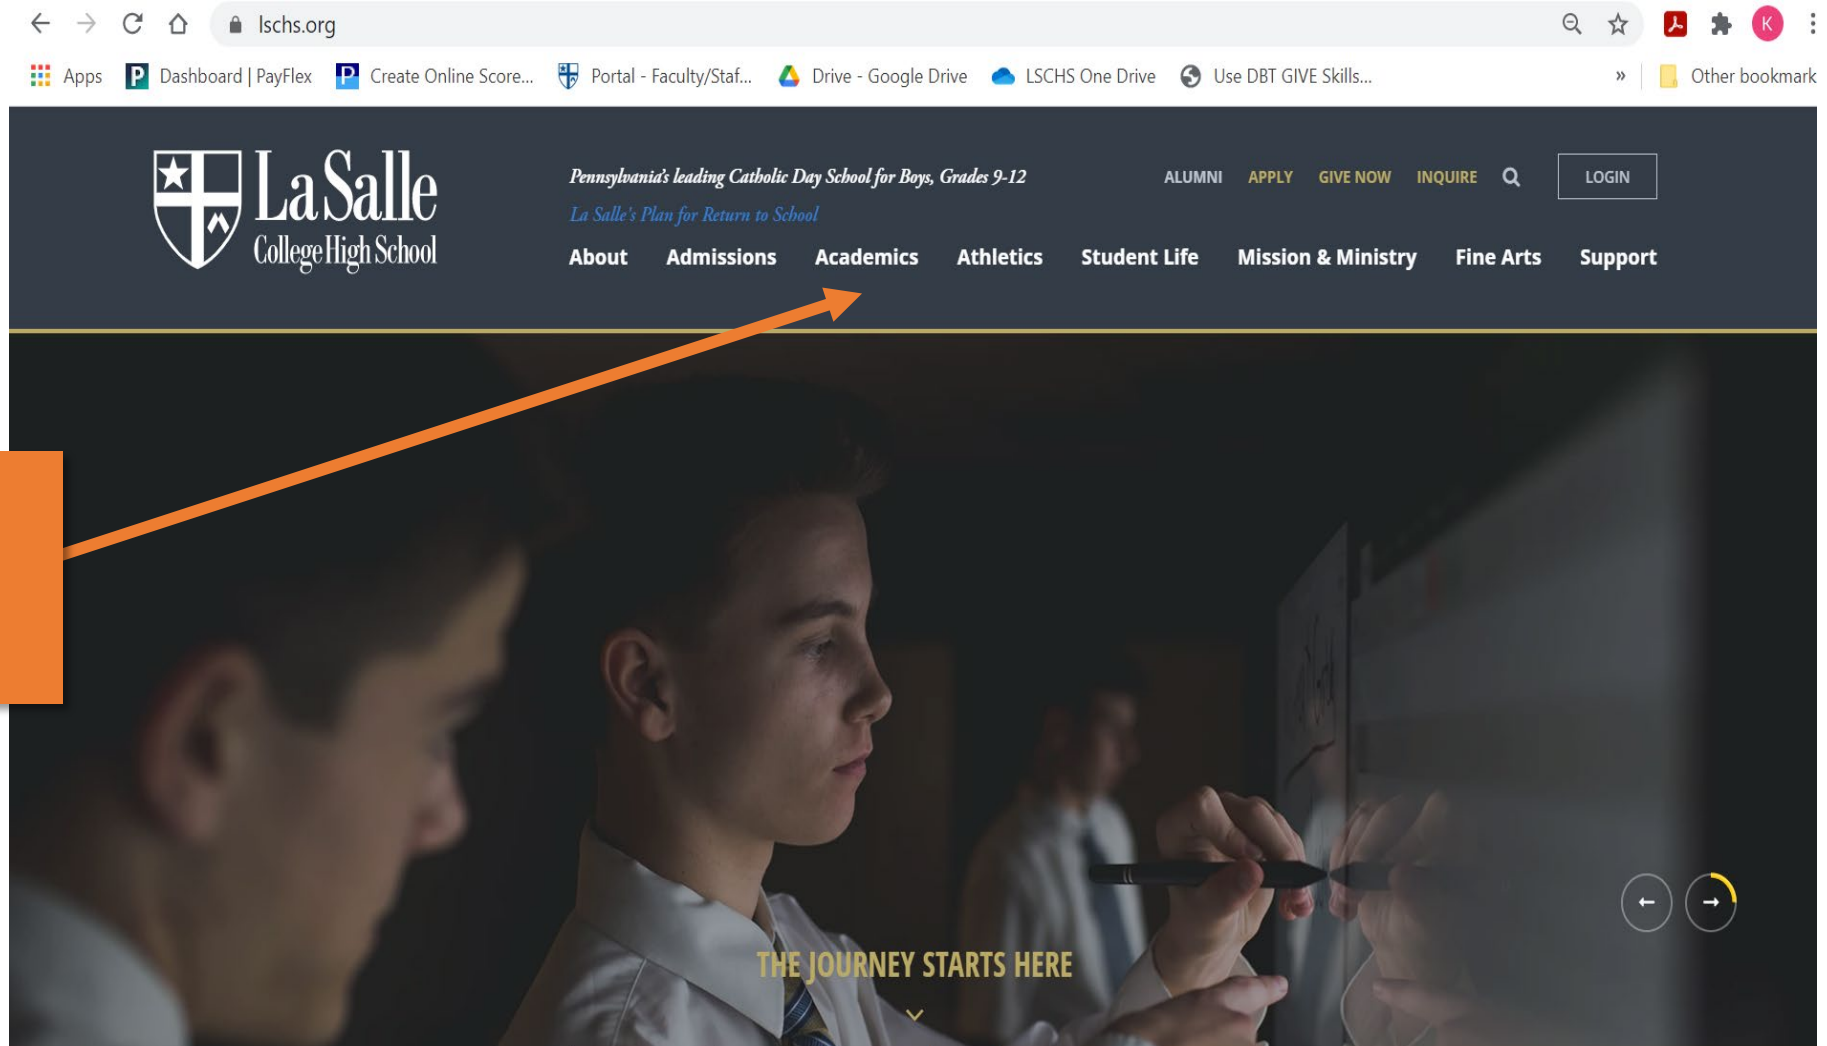 lschs.org
Apps Dashboard | PayFlex Create Online Score... Portal - Faculty/Staf... Drive - Google Drive LSCHS One Drive Use DBT GIVE Skills... » Other bookmark
K
LaSalle
College High School
Pennsylvania's leading Catholic Day School for Boys, Grades 9-12
ALUMNI APPLY GIVE NOW INQUIRE LOGIN
La Salle's Plan for Return to School
About Admissions Academics Athletics Student Life Mission & Ministry Fine Arts Support
THE JOURNEY STARTS HERE